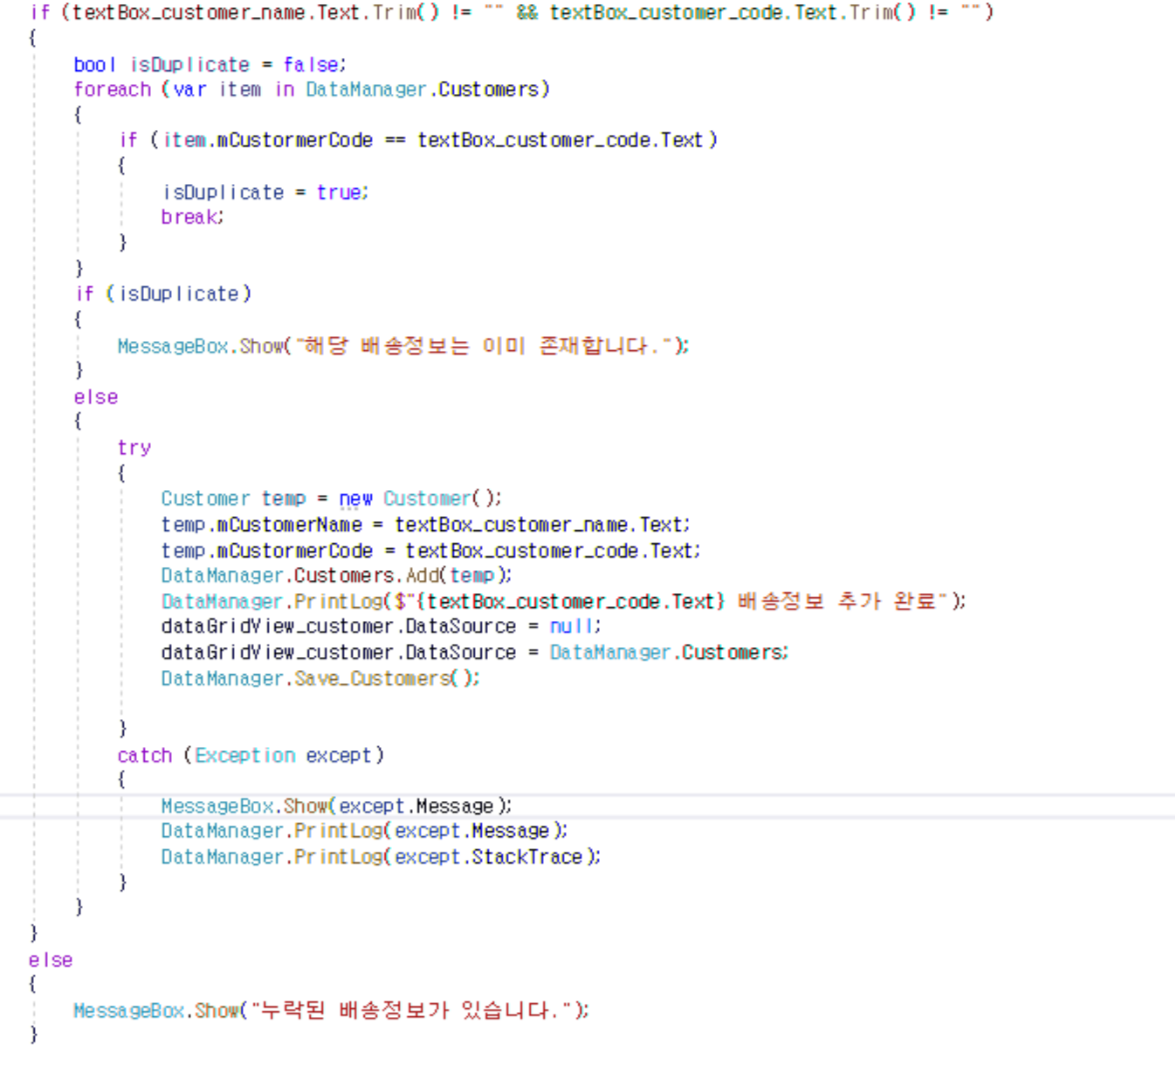 if (textBox_customer_name.Text.Trim() != "" && textBox_customer_code.Text.Trim() != "")
{
bool isDuplicate = false;
foreach (var item in DataManager.Customers)
{
if (item.mCustormerCode == textBox_customer_code.Text)
{
isDuplicate = true;
break;
}
}
if (isDuplicate)
{
MessageBox.Show("해당 배송정보는 이미 존재합니다.");
}
else
{
try
{
Customer temp = new Customer();
temp.mCustomerName = textBox_customer_name.Text;
temp.mCustormerCode = textBox_customer_code.Text;
DataManager.Customers.Add(temp);
DataManager.PrintLog($"{textBox_customer_code.Text} 배송정보 추가 완료");
dataGridView_customer.DataSource = null;
dataGridView_customer.DataSource = DataManager.Customers;
DataManager.Save_Customers();
}
catch (Exception except)
{
MessageBox.Show(except.Message);
DataManager.PrintLog(except.Message);
DataManager.PrintLog(except.StackTrace);
}
}
}
else
{
MessageBox.Show("누락된 배송정보가 있습니다.");
}